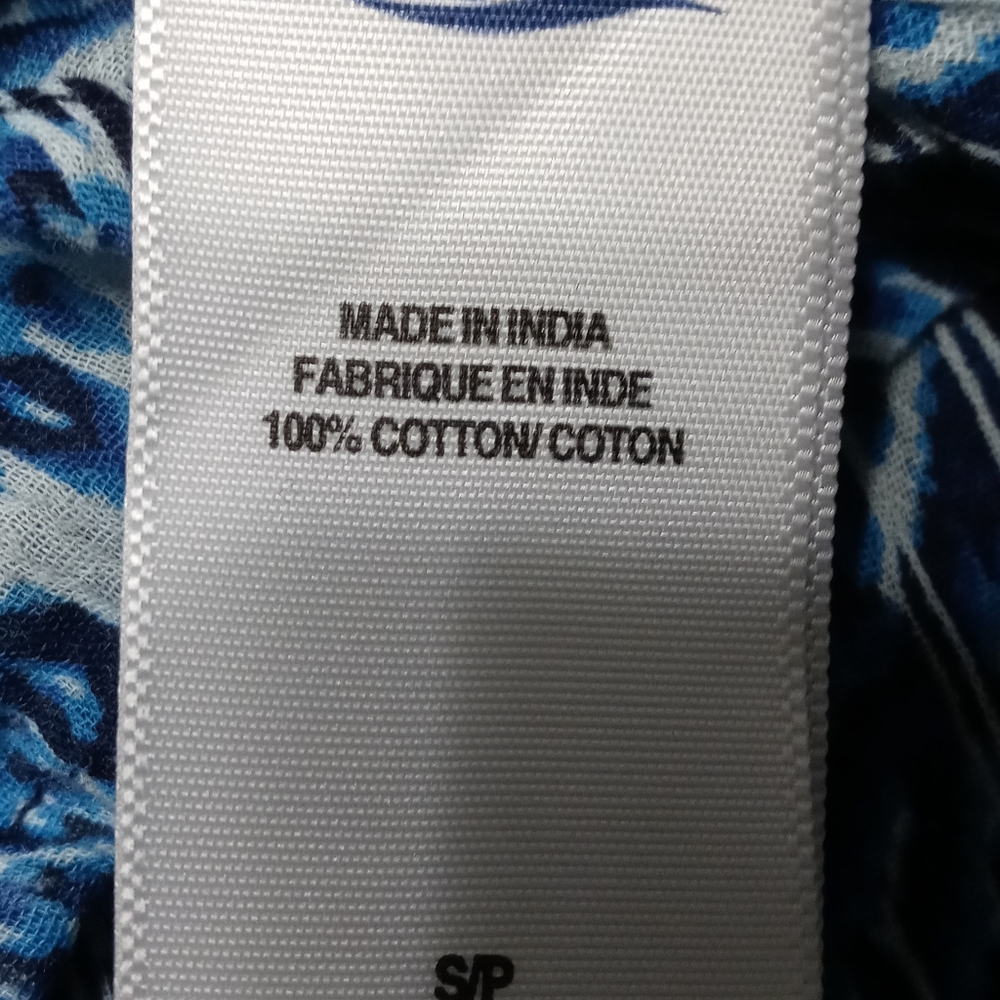 MADE IN INDIA
FABRIQUE EN INDE
100% COTTON/ COTON
S/P